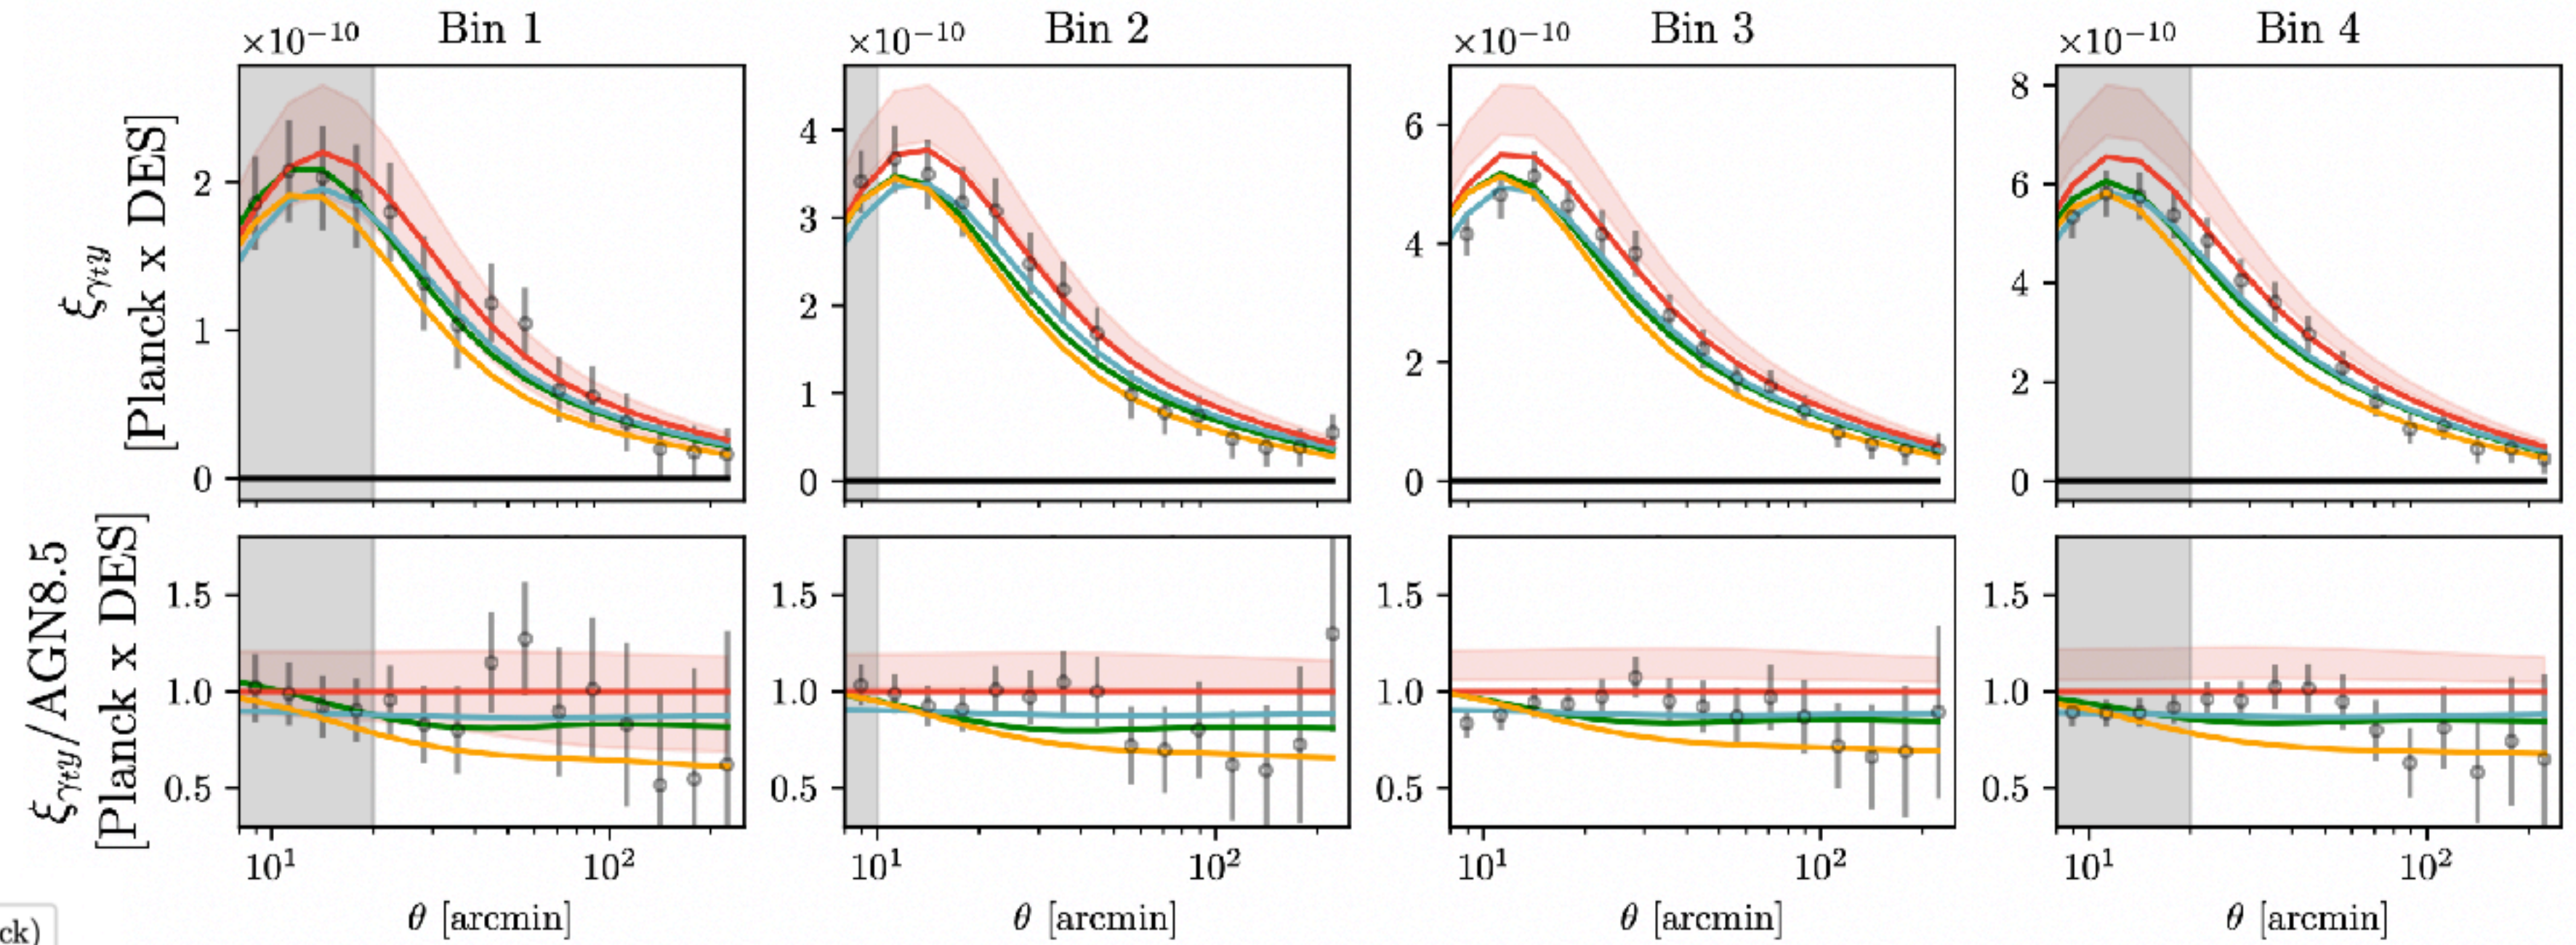 ×10⁻¹⁰ Bin 1
×10⁻¹⁰ Bin 2
×10⁻¹⁰ Bin 3
×10⁻¹⁰ Bin 4
ξγₜy
[Planck x DES]
2
1
0
4
3
2
1
0
6
4
2
0
8
6
4
2
0
ξγₜy/AGN8.5
[Planck x DES]
1.5
1.0
0.5
1.5
1.0
0.5
1.5
1.0
0.5
1.5
1.0
0.5
10¹ 10²
10¹ 10²
10¹ 10²
10¹ 10²
θ [arcmin]
θ [arcmin]
θ [arcmin]
θ [arcmin]
ck)